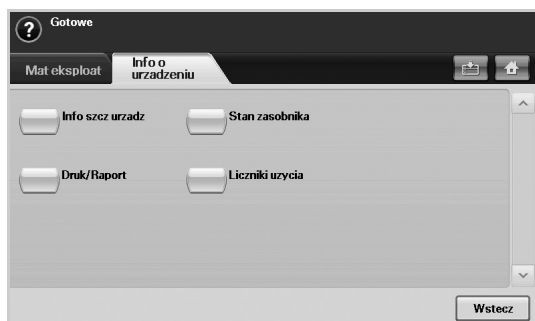 Gotowe
Mat eksploat
Info o
urzadzeniu
Info szcz urzadz
Stan zasobnika
Druk/Raport
Liczniki uzycia
Wstecz